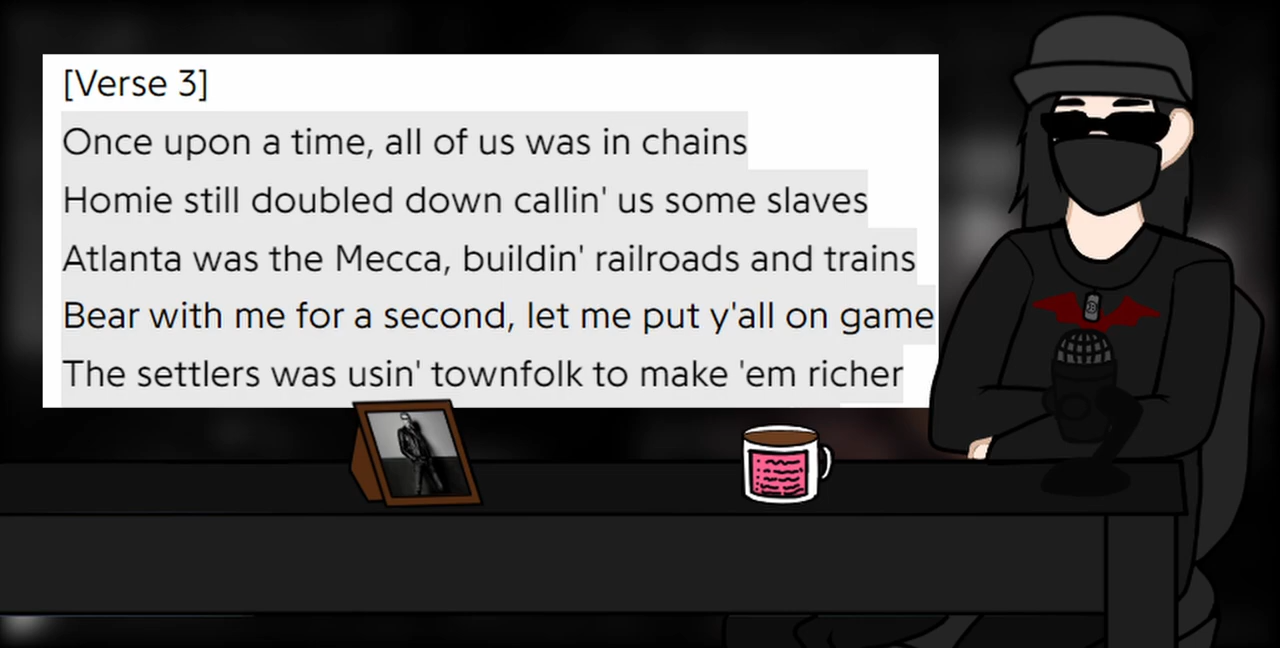 [Verse 3]
Once upon a time, all of us was in chains
Homie still doubled down callin' us some slaves
Atlanta was the Mecca, buildin' railroads and trains
Bear with me for a second, let me put y'all on game
The settlers was usin' townfolk to make 'em richer